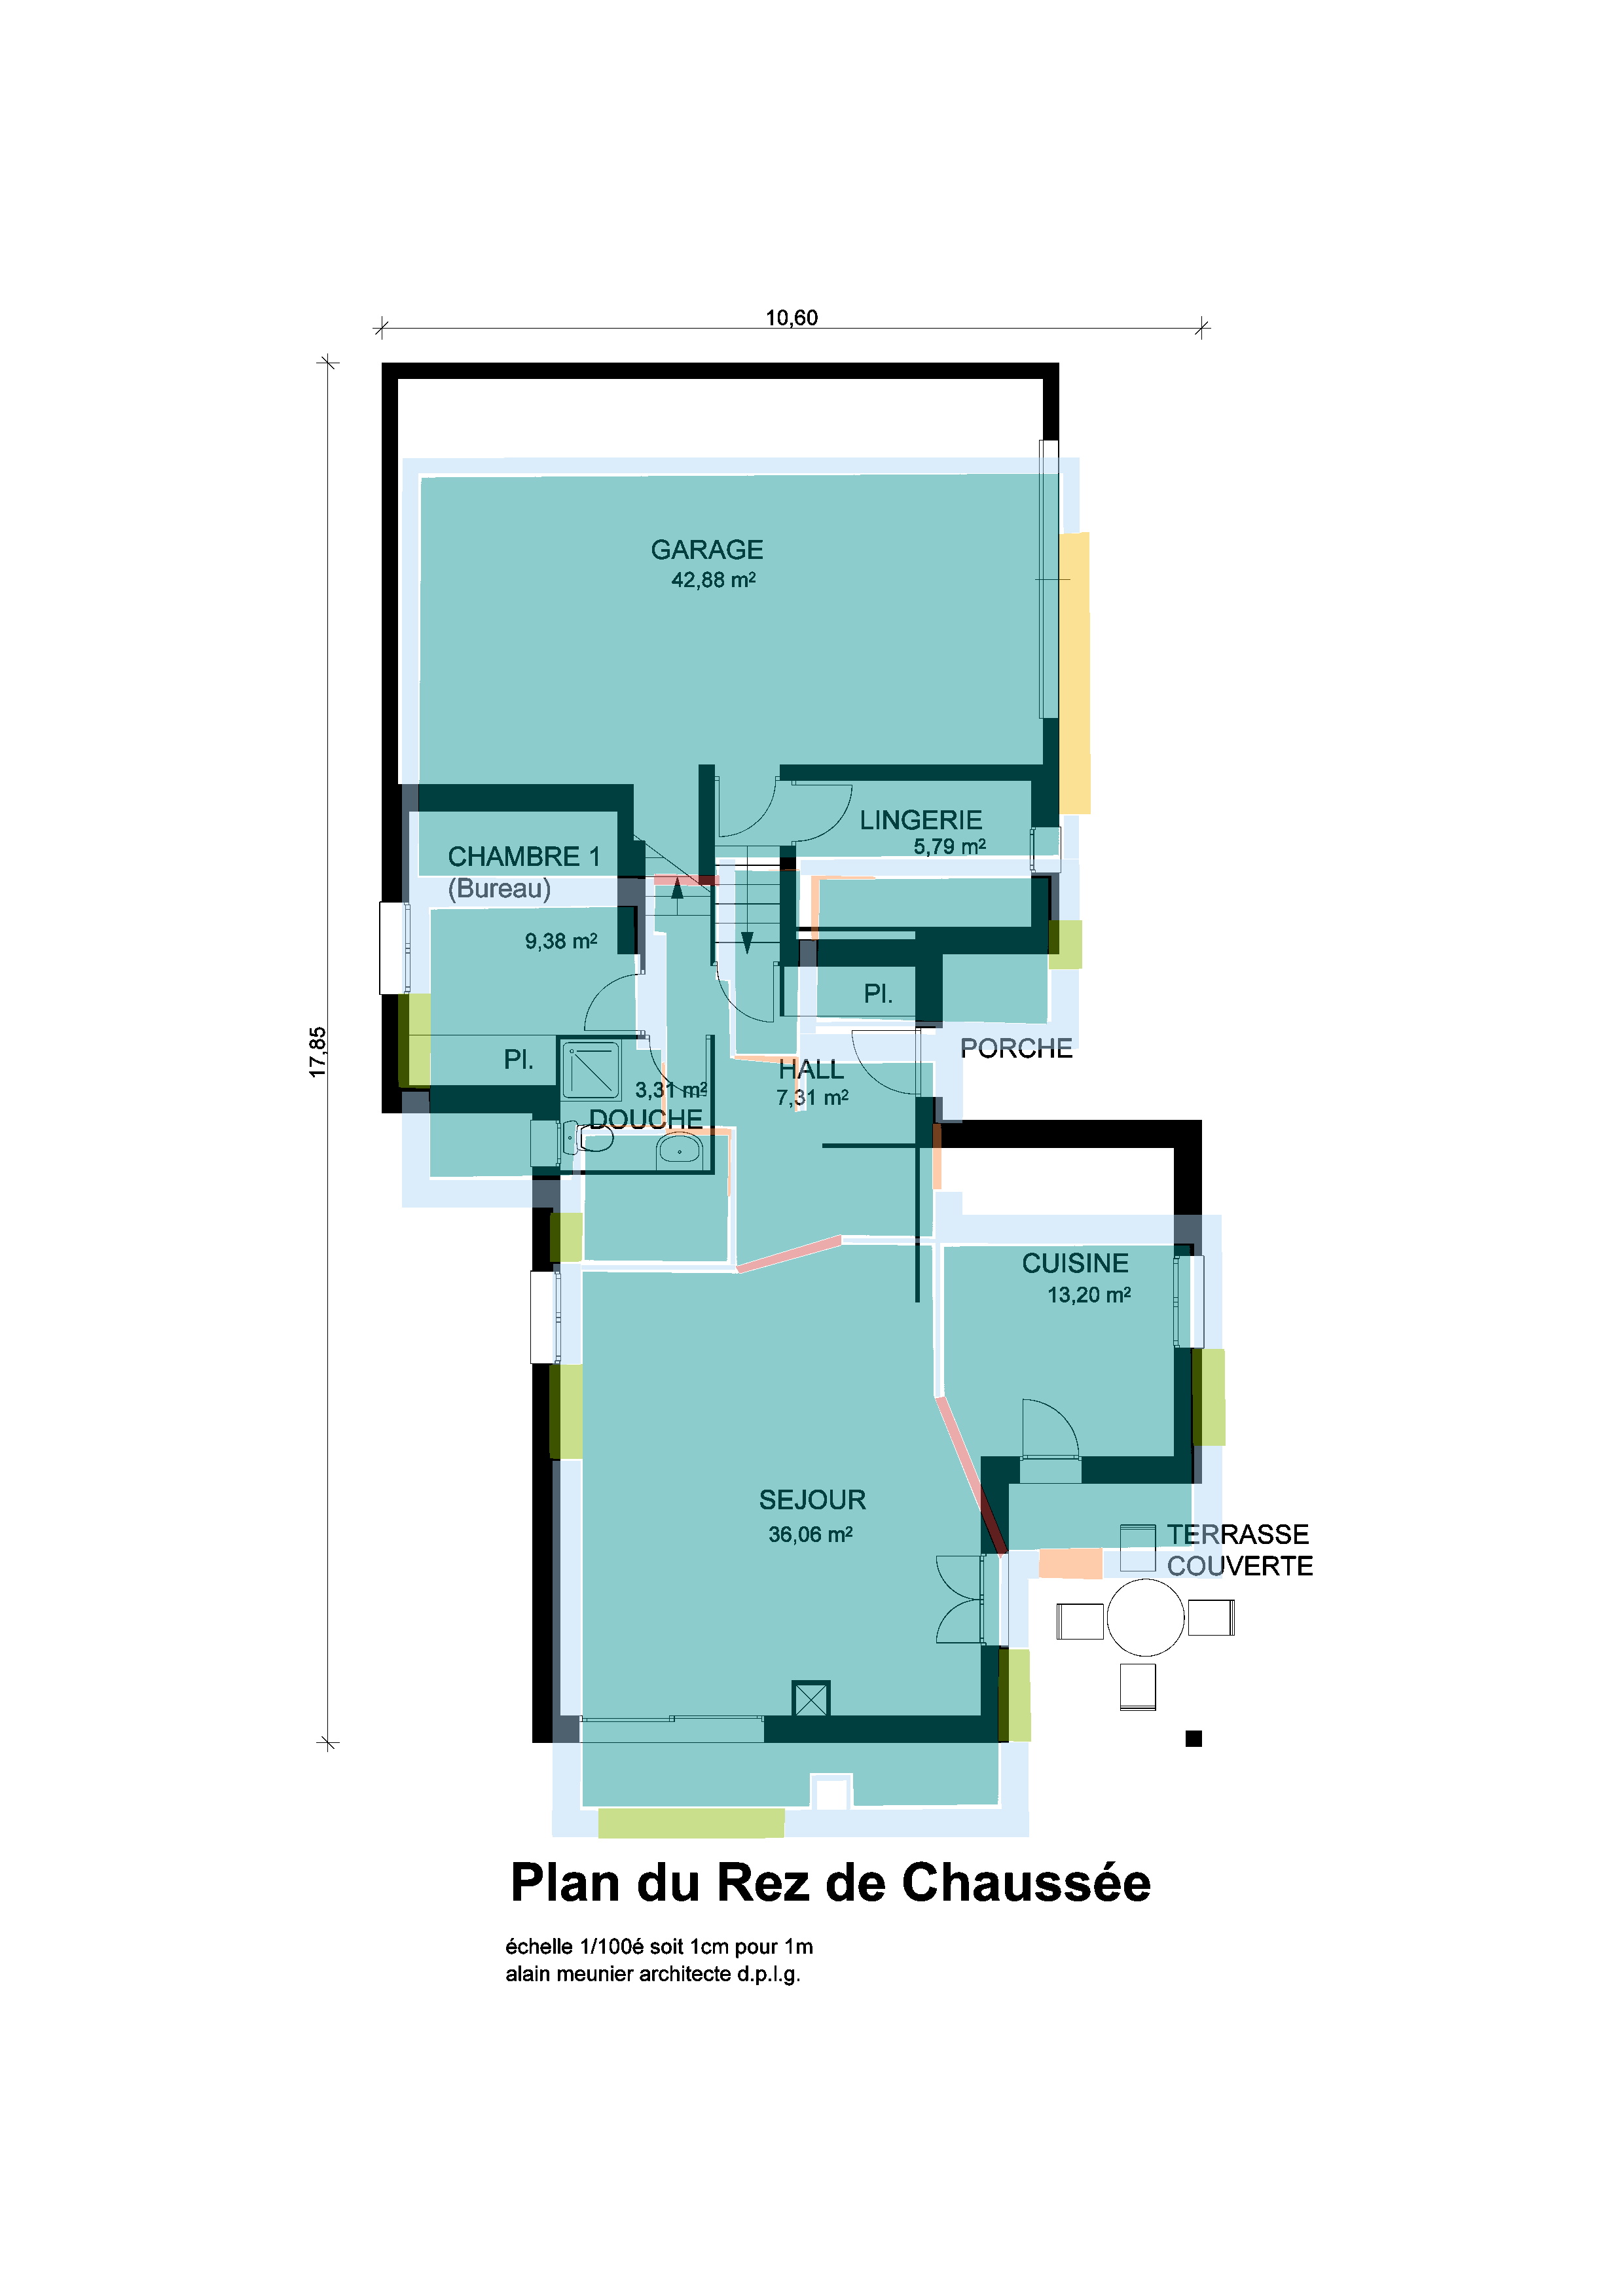 10,60
GARAGE
42,88 m²
LINGERIE
5,79 m²
CHAMBRE 1
(Bureau)
9,38 m²
Pl.
17,85
PORCHE
Pl.
HALL
7,31 m²
3,31 m²
DOUCHE
CUISINE
13,20 m²
SEJOUR
36,06 m²
TERRASSE
COUVERTE
Plan du Rez de Chaussée
échelle 1/100é soit 1cm pour 1m
alain meunier architecte d.p.l.g.